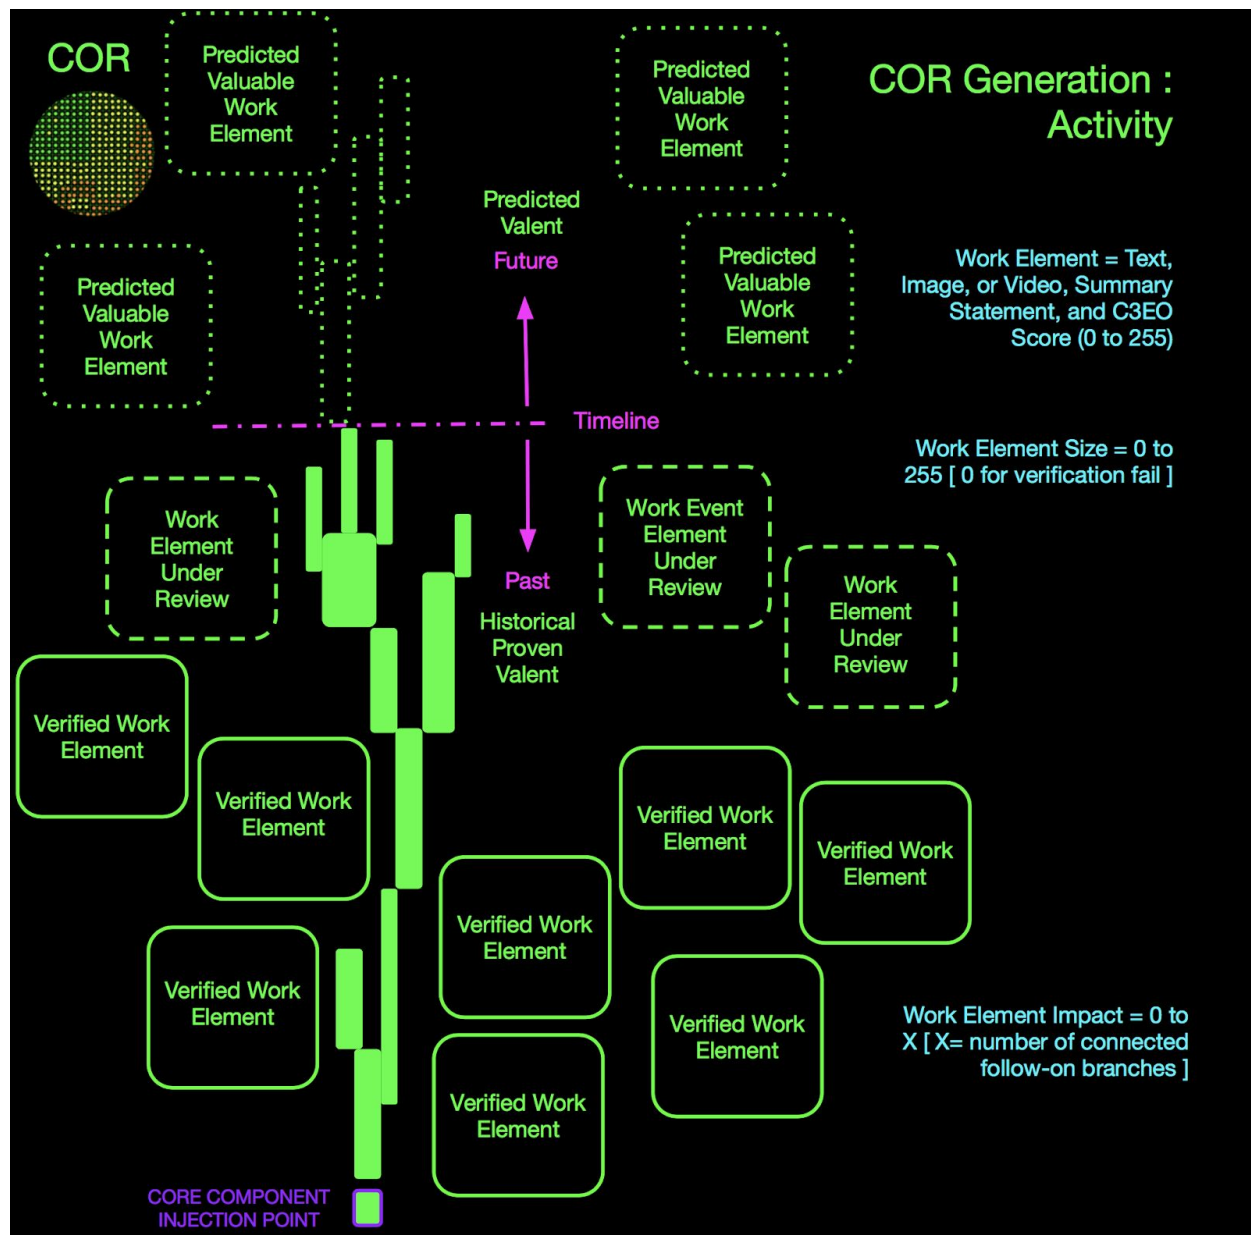 COR
Predicted
Valuable
Work
Element
Predicted
Valuable
Work
Element
COR Generation :
Activity
Predicted
Valent
Future
Predicted
Valuable
Work
Element
Predicted
Valuable
Work
Element
Work Element = Text,
Image, or Video, Summary
Statement, and C3EO
Score (0 to 255)
Timeline
Work Element Size = 0 to
255 [ 0 for verification fail ]
Work
Element
Under
Review
Work Event
Element
Under
Review
Work
Element
Under
Review
Past
Historical
Proven
Valent
Verified Work
Element
Verified Work
Element
Verified Work
Element
Verified Work
Element
Verified Work
Element
Verified Work
Element
Verified Work
Element
Work Element Impact = 0 to
X [ X= number of connected
follow-on branches ]
Verified Work
Element
CORE COMPONENT
INJECTION POINT